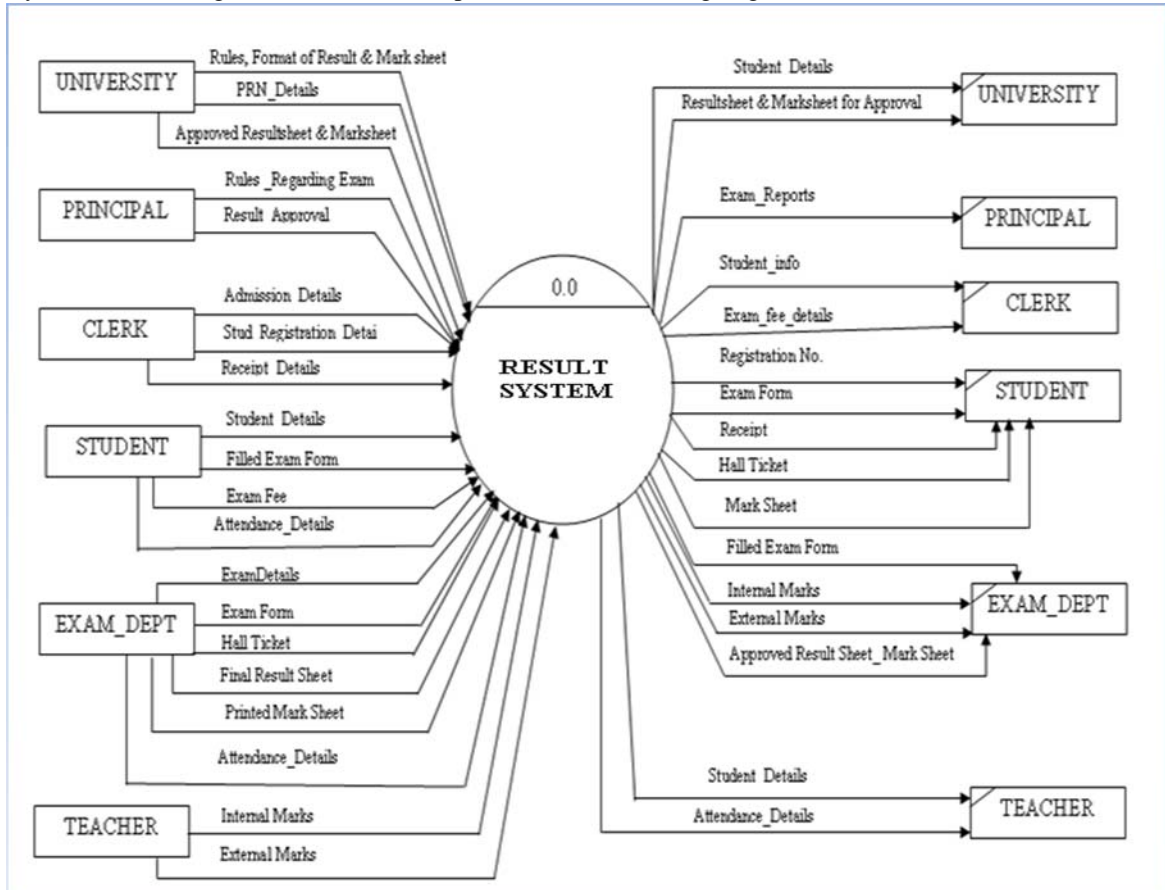 Rules, Format of Result & Mark sheet
UNIVERSITY
PRN_Details
Approved Resultsheet & Marksheet
Rules _Regarding Exam
PRINCIPAL
Result Approval
Admission Details
CLERK
Stud Registration Detai
Receipt Details
Student Details
STUDENT
Filled Exam Form
Exam Fee
Attendance_Details
ExamDetails
EXAM_DEPT
Exam Form
Hall Ticket
Final Result Sheet
Printed Mark Sheet
Attendance_Details
TEACHER
Internal Marks
External Marks
0.0
RESULT
SYSTEM
Student Details
UNIVERSITY
Resultsheet & Marksheet for Approval
Exam_Reports
PRINCIPAL
Student_info
CLERK
Exam_fee_details
Registration No.
STUDENT
Exam Form
Receipt
Hall Ticket
Mark Sheet
Filled Exam Form
Internal Marks
EXAM_DEPT
External Marks
Approved Result Sheet_ Mark Sheet
Student Details
TEACHER
Attendance_Details